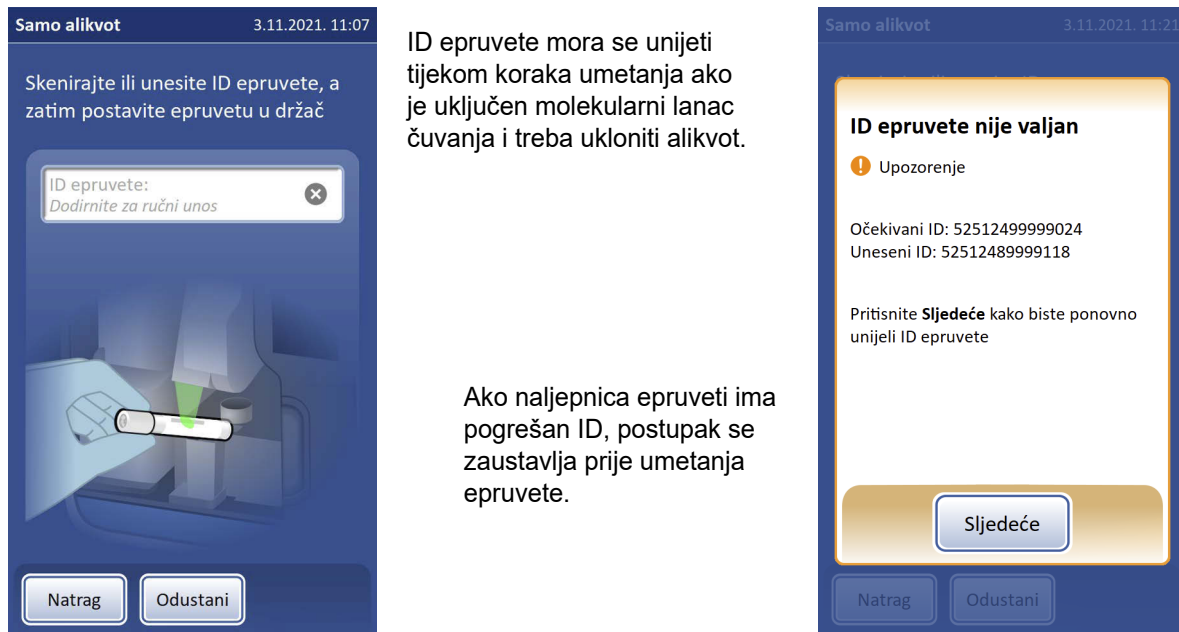 Samo alikvot 3.11.2021. 11:07
Skenirajte ili unesite ID epruvete, a
zatim postavite epruvetu u držač
ID epruvete:
Dodirnite za ručni unos
Natrag Odustani
ID epruvete mora se unijeti
tijekom koraka umetanja ako
je uključen molekularni lanac
čuvanja i treba ukloniti alikvot.
Ako naljepnica epruveti ima
pogrešan ID, postupak se
zaustavlja prije umetanja
epruvete.
Samo alikvot 3.11.2021. 11:21
ID epruvete nije valjan
Upozorenje
Očekivani ID: 52512499999024
Uneseni ID: 52512489999118
Pritisnite Sljedeće kako biste ponovno
unijeli ID epruvete
Sljedeće
Natrag Odustani